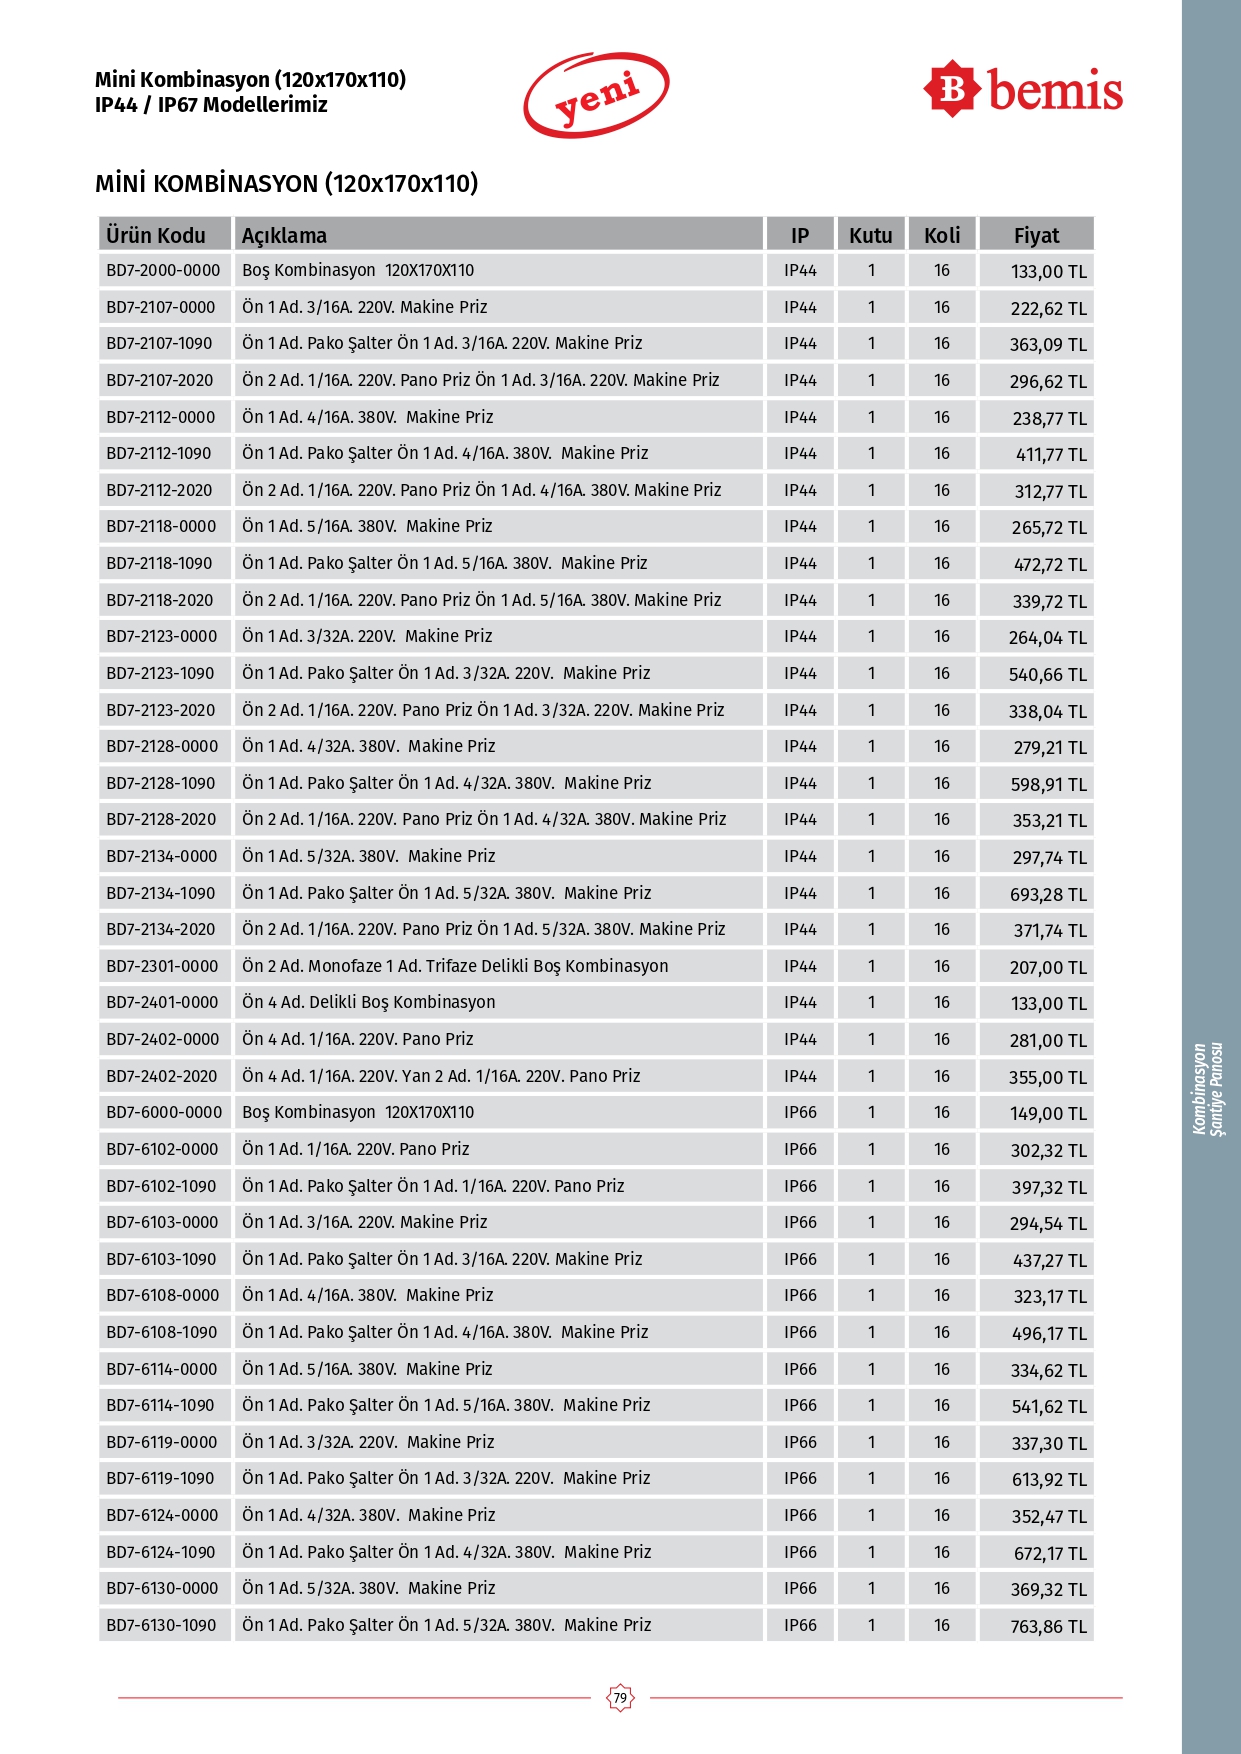 Mini Kombinasyon (120x170x110)
IP44 / IP67 Modellerimiz
yeni
B bemis
MİNİ KOMBİNASYON (120x170x110)
Ürün Kodu Açıklama IP Kutu Koli Fiyat
BD7-2000-0000 Boş Kombinasyon 120X170X110 IP44 1 16 133,00 TL
BD7-2107-0000 Ön 1 Ad. 3/16A. 220V. Makine Priz IP44 1 16 222,62 TL
BD7-2107-1090 Ön 1 Ad. Pako Şalter Ön 1 Ad. 3/16A. 220V. Makine Priz IP44 1 16 363,09 TL
BD7-2107-2020 Ön 2 Ad. 1/16A. 220V. Pano Priz Ön 1 Ad. 3/16A. 220V. Makine Priz IP44 1 16 296,62 TL
BD7-2112-0000 Ön 1 Ad. 4/16A. 380V. Makine Priz IP44 1 16 238,77 TL
BD7-2112-1090 Ön 1 Ad. Pako Şalter Ön 1 Ad. 4/16A. 380V. Makine Priz IP44 1 16 411,77 TL
BD7-2112-2020 Ön 2 Ad. 1/16A. 220V. Pano Priz Ön 1 Ad. 4/16A. 380V. Makine Priz IP44 1 16 312,77 TL
BD7-2118-0000 Ön 1 Ad. 5/16A. 380V. Makine Priz IP44 1 16 265,72 TL
BD7-2118-1090 Ön 1 Ad. Pako Şalter Ön 1 Ad. 5/16A. 380V. Makine Priz IP44 1 16 472,72 TL
BD7-2118-2020 Ön 2 Ad. 1/16A. 220V. Pano Priz Ön 1 Ad. 5/16A. 380V. Makine Priz IP44 1 16 339,72 TL
BD7-2123-0000 Ön 1 Ad. 3/32A. 220V. Makine Priz IP44 1 16 264,04 TL
BD7-2123-1090 Ön 1 Ad. Pako Şalter Ön 1 Ad. 3/32A. 220V. Makine Priz IP44 1 16 540,66 TL
BD7-2123-2020 Ön 2 Ad. 1/16A. 220V. Pano Priz Ön 1 Ad. 3/32A. 220V. Makine Priz IP44 1 16 338,04 TL
BD7-2128-0000 Ön 1 Ad. 4/32A. 380V. Makine Priz IP44 1 16 279,21 TL
BD7-2128-1090 Ön 1 Ad. Pako Şalter Ön 1 Ad. 4/32A. 380V. Makine Priz IP44 1 16 598,91 TL
BD7-2128-2020 Ön 2 Ad. 1/16A. 220V. Pano Priz Ön 1 Ad. 4/32A. 380V. Makine Priz IP44 1 16 353,21 TL
BD7-2134-0000 Ön 1 Ad. 5/32A. 380V. Makine Priz IP44 1 16 297,74 TL
BD7-2134-1090 Ön 1 Ad. Pako Şalter Ön 1 Ad. 5/32A. 380V. Makine Priz IP44 1 16 693,28 TL
BD7-2134-2020 Ön 2 Ad. 1/16A. 220V. Pano Priz Ön 1 Ad. 5/32A. 380V. Makine Priz IP44 1 16 371,74 TL
BD7-2301-0000 Ön 2 Ad. Monofaze 1 Ad. Trifaze Delikli Boş Kombinasyon IP44 1 16 207,00 TL
BD7-2401-0000 Ön 4 Ad. Delikli Boş Kombinasyon IP44 1 16 133,00 TL
BD7-2402-0000 Ön 4 Ad. 1/16A. 220V. Pano Priz IP44 1 16 281,00 TL
BD7-2402-2020 Ön 4 Ad. 1/16A. 220V. Yan 2 Ad. 1/16A. 220V. Pano Priz IP44 1 16 355,00 TL
BD7-6000-0000 Boş Kombinasyon 120X170X110 IP66 1 16 149,00 TL
BD7-6102-0000 Ön 1 Ad. 1/16A. 220V. Pano Priz IP66 1 16 302,32 TL
BD7-6102-1090 Ön 1 Ad. Pako Şalter Ön 1 Ad. 1/16A. 220V. Pano Priz IP66 1 16 397,32 TL
BD7-6103-0000 Ön 1 Ad. 3/16A. 220V. Makine Priz IP66 1 16 294,54 TL
BD7-6103-1090 Ön 1 Ad. Pako Şalter Ön 1 Ad. 3/16A. 220V. Makine Priz IP66 1 16 437,27 TL
BD7-6108-0000 Ön 1 Ad. 4/16A. 380V. Makine Priz IP66 1 16 323,17 TL
BD7-6108-1090 Ön 1 Ad. Pako Şalter Ön 1 Ad. 4/16A. 380V. Makine Priz IP66 1 16 496,17 TL
BD7-6114-0000 Ön 1 Ad. 5/16A. 380V. Makine Priz IP66 1 16 334,62 TL
BD7-6114-1090 Ön 1 Ad. Pako Şalter Ön 1 Ad. 5/16A. 380V. Makine Priz IP66 1 16 541,62 TL
BD7-6119-0000 Ön 1 Ad. 3/32A. 220V. Makine Priz IP66 1 16 337,30 TL
BD7-6119-1090 Ön 1 Ad. Pako Şalter Ön 1 Ad. 3/32A. 220V. Makine Priz IP66 1 16 613,92 TL
BD7-6124-0000 Ön 1 Ad. 4/32A. 380V. Makine Priz IP66 1 16 352,47 TL
BD7-6124-1090 Ön 1 Ad. Pako Şalter Ön 1 Ad. 4/32A. 380V. Makine Priz IP66 1 16 672,17 TL
BD7-6130-0000 Ön 1 Ad. 5/32A. 380V. Makine Priz IP66 1 16 369,32 TL
BD7-6130-1090 Ön 1 Ad. Pako Şalter Ön 1 Ad. 5/32A. 380V. Makine Priz IP66 1 16 763,86 TL
Kombinasyon
Şantiye Panosu
79